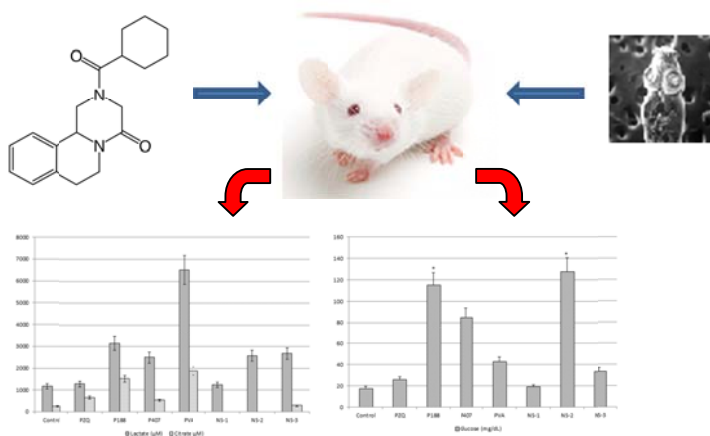 O
N
N
O
8000
7000
6000
5000
4000
3000
2000
1000
0
Control PZQ P188 P407 PVA NS-1 NS-2 NS-3
Lactate (uM) Citrate uM)
160
140
120
100
80
60
40
20
0
* *
Control PZQ P188 P407 PVA NS-1 NS-2 NS-3
Glucose (mg/dL)